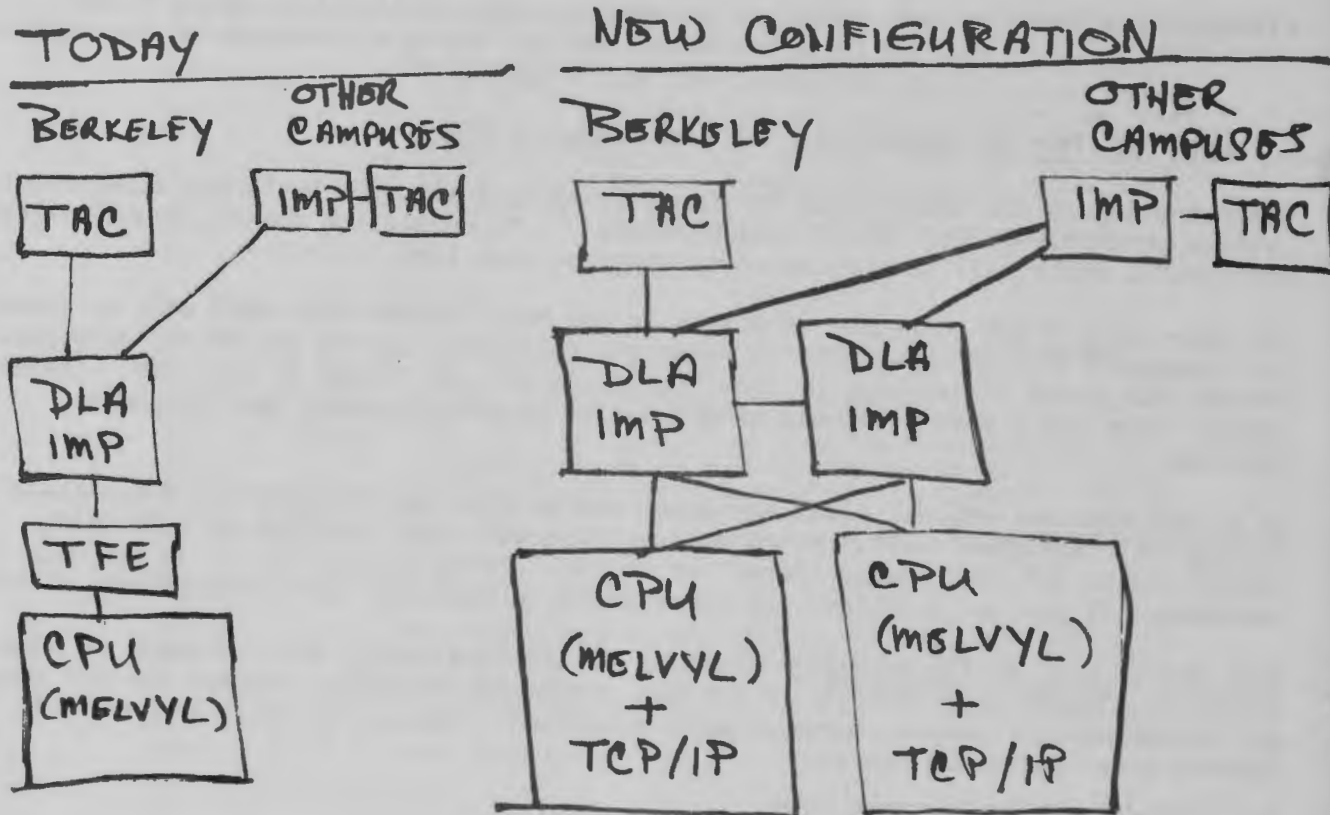 TODAY
BERKELEY
OTHER
CAMPUSES
TAC
IMP
TAC
DLA
IMP
TFE
CPU
(MELVYL)
NEW CONFIGURATION
BERKELEY
OTHER
CAMPUSES
TAC
IMP
TAC
DLA
IMP
DLA
IMP
CPU
(MELVYL)
+
TCP/IP
CPU
(MELVYL)
+
TCP/IP